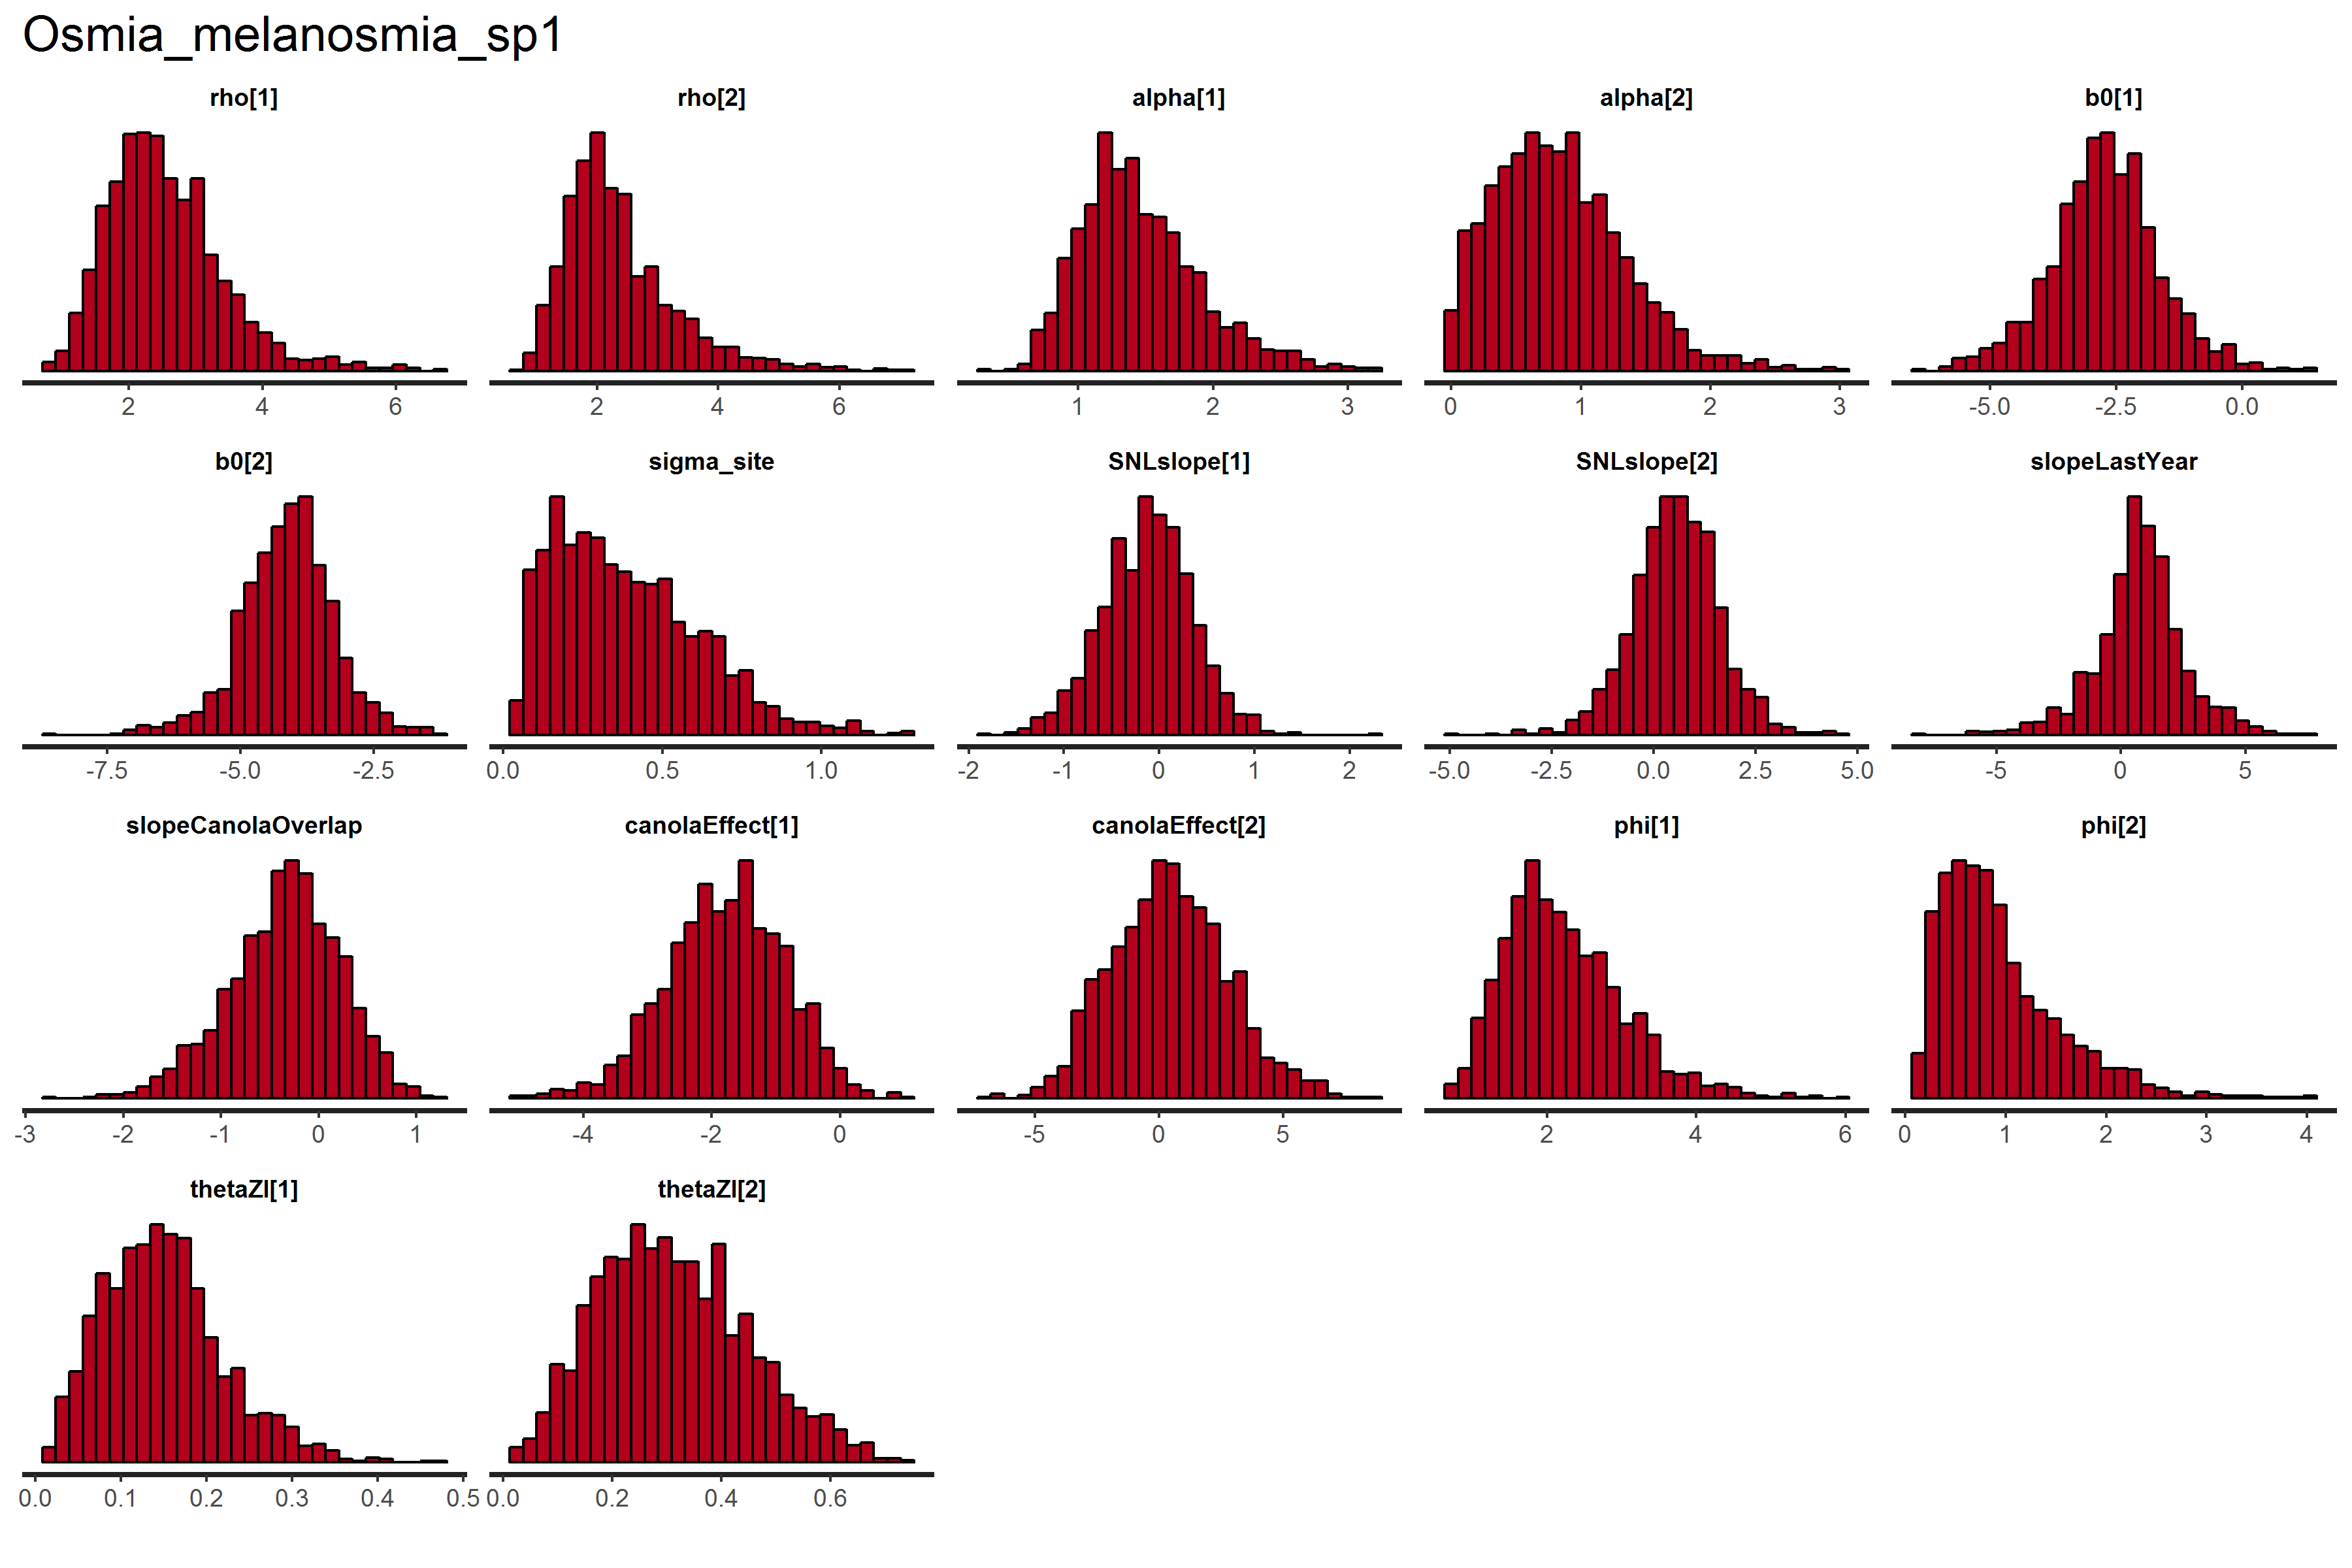 Osmia_melanosmia_sp1
rho[1] rho[2] alpha[1] alpha[2] b0[1]
2 4 6 2 4 6 1 2 3 0 1 2 3 -5.0 -2.5 0.0
b0[2] sigma_site SNLslope[1] SNLslope[2] slopeLastYear
-7.5 -5.0 -2.5 0.0 0.5 1.0 -2 -1 0 1 2 -5.0 -2.5 0.0 2.5 5.0 -5 0 5
slopeCanolaOverlap canolaEffect[1] canolaEffect[2] phi[1] phi[2]
-3 -2 -1 0 1 -4 -2 0 -5 0 5 2 4 6 0 1 2 3 4
thetaZI[1] thetaZI[2]
0.0 0.1 0.2 0.3 0.4 0.5 0.0 0.2 0.4 0.6